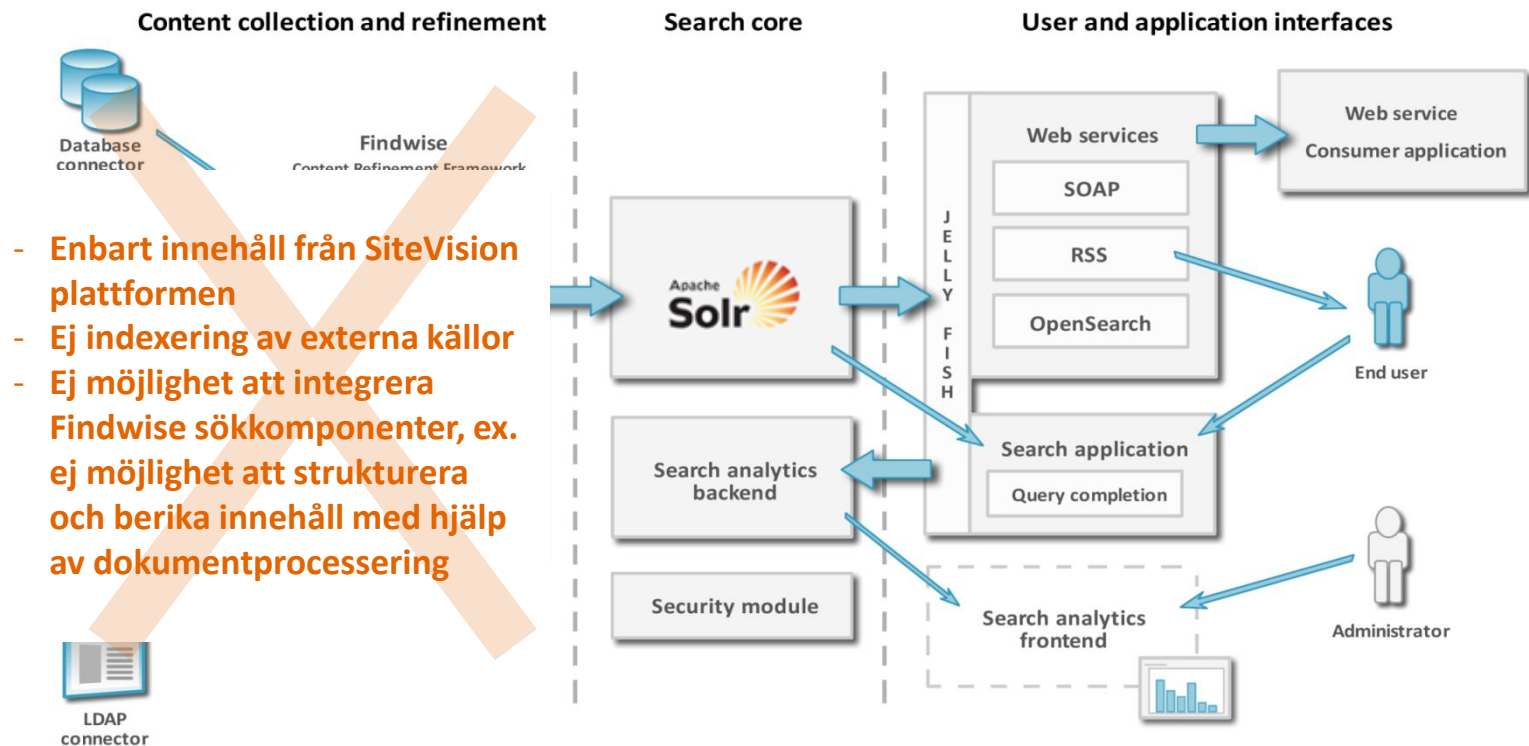 Content collection and refinement
Search core
User and application interfaces
Database
connector
Findwise
Content Refinement Framework
- Enbart innehåll från SiteVision
plattformen
- Ej indexering av externa källor
- Ej möjlighet att integrera
Findwise sökkomponenter, ex.
ej möjlighet att strukturera
och berika innehåll med hjälp
av dokumentprocessering
LDAP
connector
Apache
Solr
Search analytics
backend
Security module
JELLY FISH
Web services
SOAP
RSS
OpenSearch
Search application
Query completion
Search analytics
frontend
Web service
Consumer application
End user
Administrator